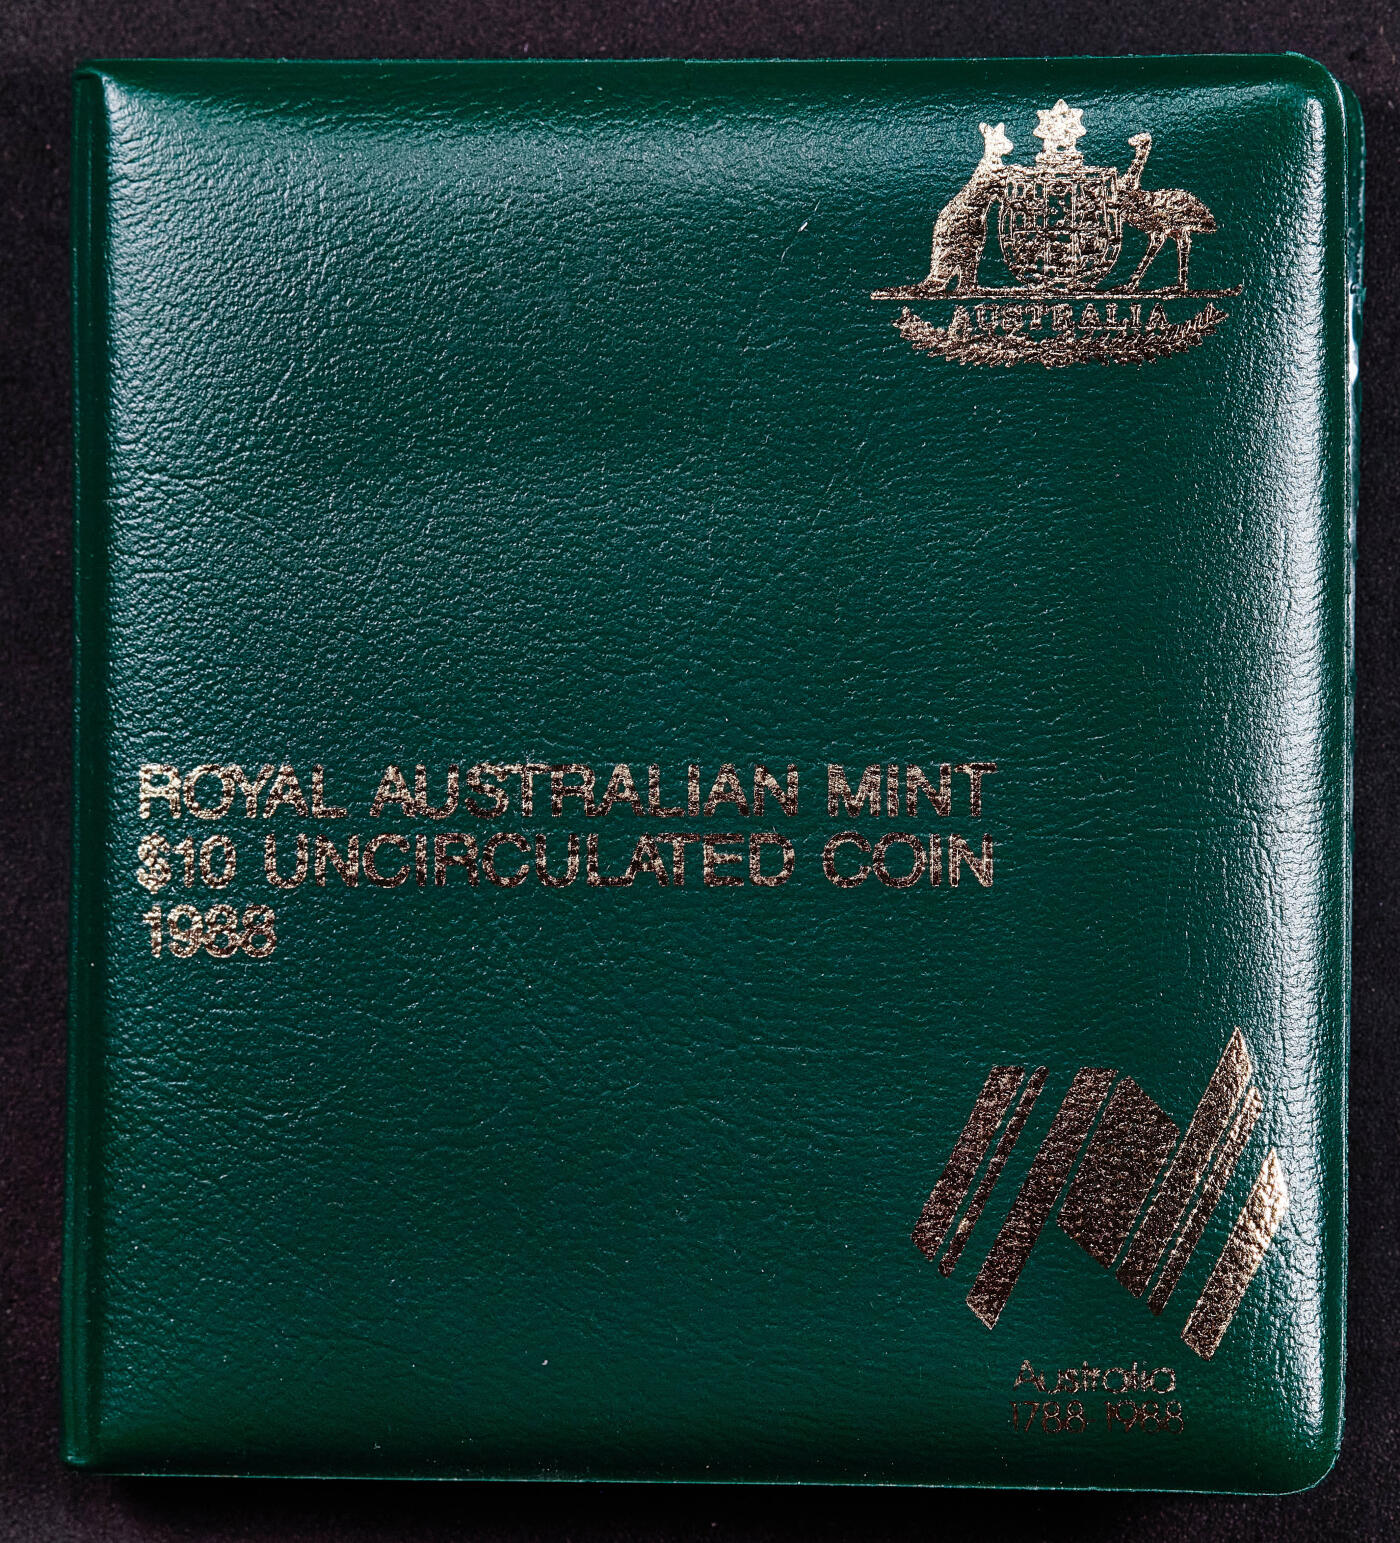 AUSTRALIA
ROYAL AUSTRALIAN MINT
$10 UNCIRCULATED COIN
1988
Australia
1788 1988